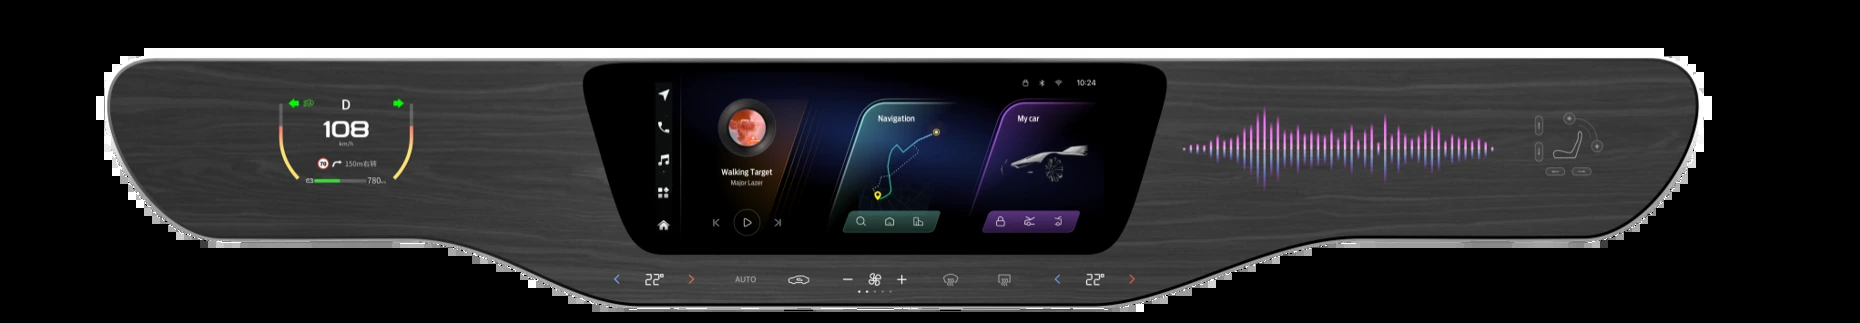 D
108
km/h
70
150m右转
780km
10:24
Walking Target
Major Lazer
Navigation
My car
22°
AUTO
22°